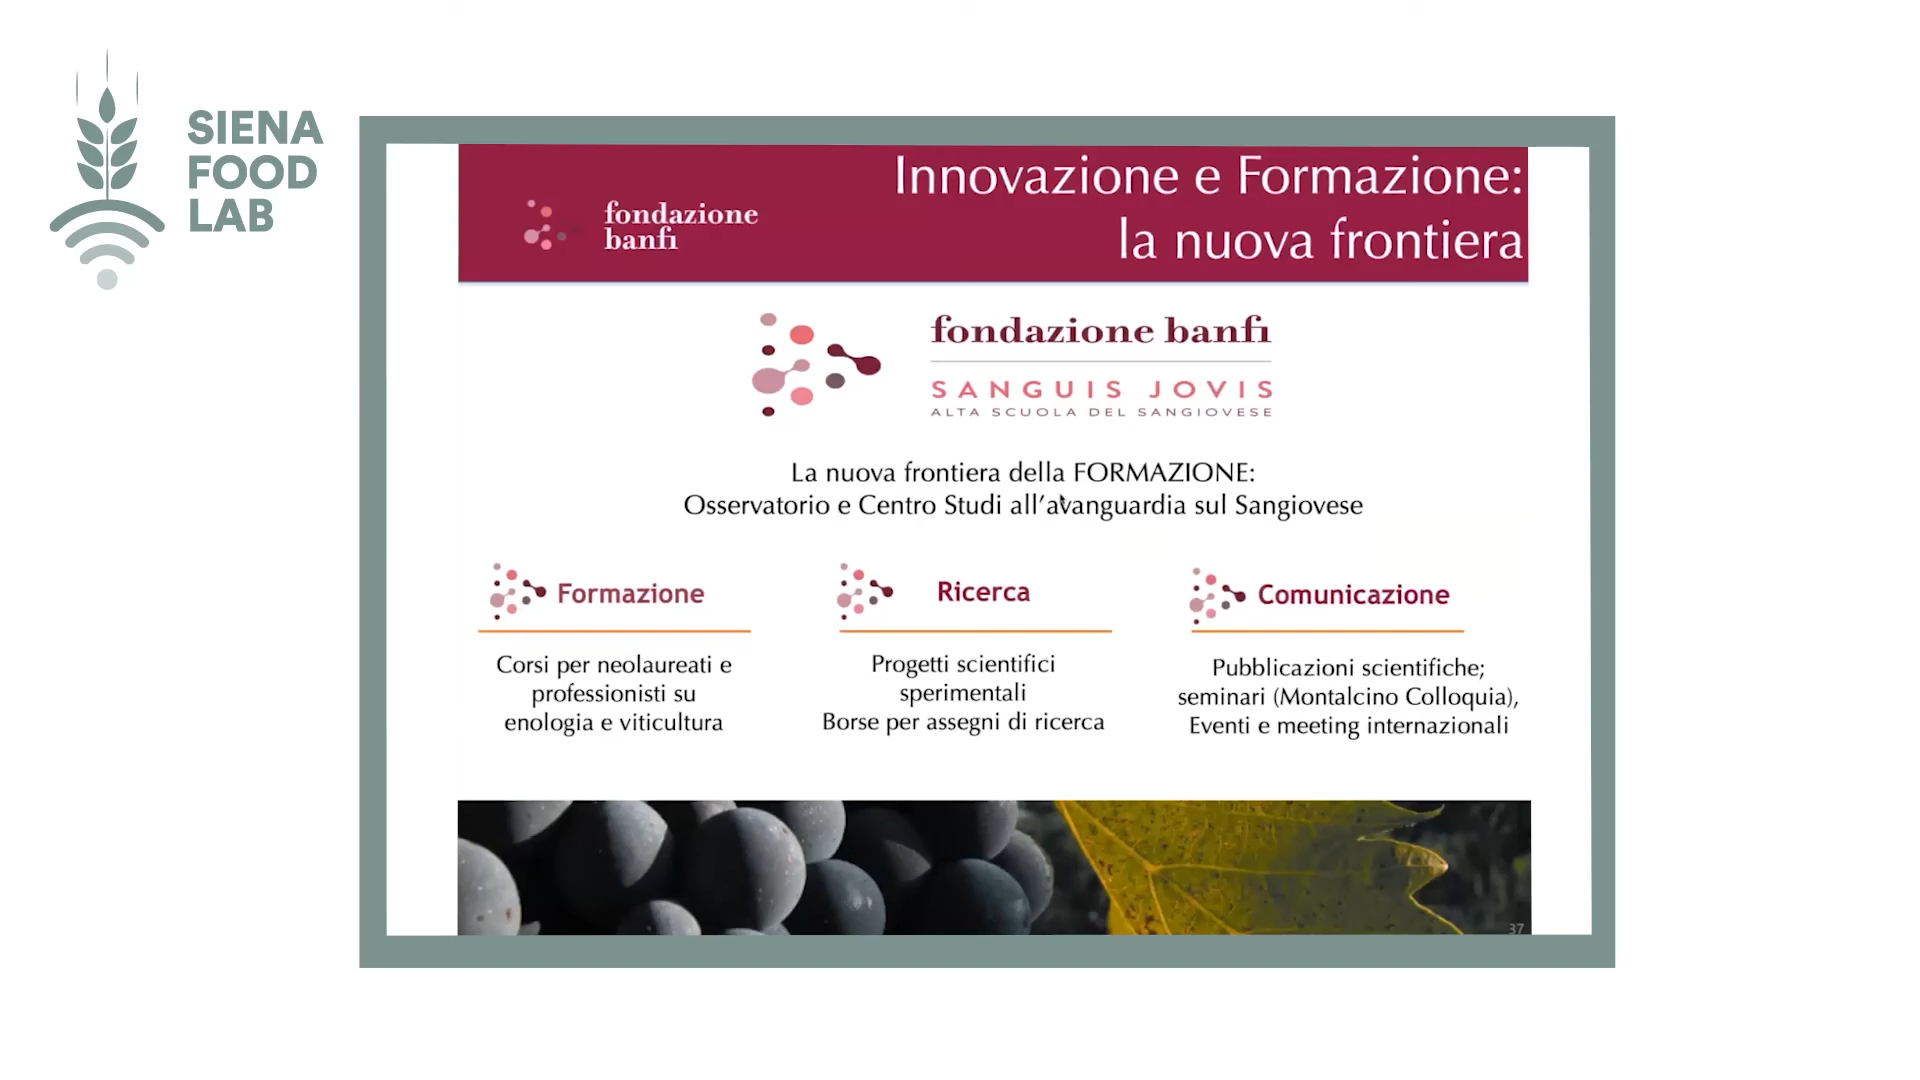 SIENA
FOOD
LAB
Innovazione e Formazione:
la nuova frontiera
fondazione
banfi
fondazione banfi
SANGUIS JOVIS
ALTA SCUOLA DEL SANGIOVESE
La nuova frontiera della FORMAZIONE:
Osservatorio e Centro Studi all’avanguardia sul Sangiovese
Formazione
Corsi per neolaureati e
professionisti su
enologia e viticultura
Ricerca
Progetti scientifici
sperimentali
Borse per assegni di ricerca
Comunicazione
Pubblicazioni scientifiche;
seminari (Montalcino Colloquia),
Eventi e meeting internazionali
37